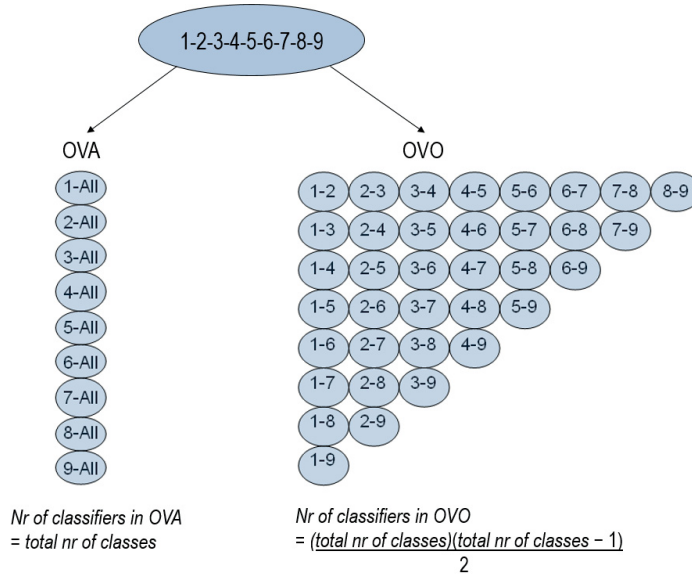 1-2-3-4-5-6-7-8-9
OVA
1-All
2-All
3-All
4-All
5-All
6-All
7-All
8-All
9-All
Nr of classifiers in OVA
= total nr of classes
OVO
1-2 2-3 3-4 4-5 5-6 6-7 7-8 8-9
1-3 2-4 3-5 4-6 5-7 6-8 7-9
1-4 2-5 3-6 4-7 5-8 6-9
1-5 2-6 3-7 4-8 5-9
1-6 2-7 3-8 4-9
1-7 2-8 3-9
1-8 2-9
1-9
Nr of classifiers in OVO
= (total nr of classes)(total nr of classes − 1)
2